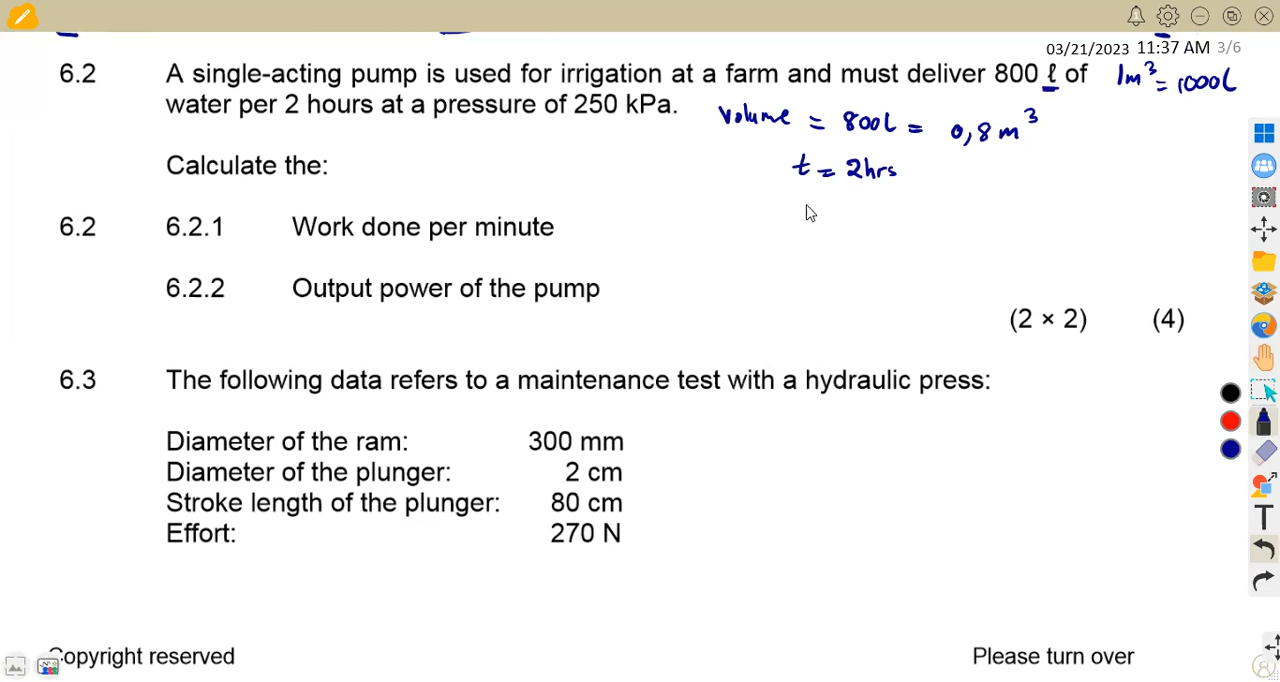 03/21/2023 11:37 AM 3/6
6.2 A single-acting pump is used for irrigation at a farm and must deliver 800 ℓ of
1m³ = 1000L
water per 2 hours at a pressure of 250 kPa.
Volume = 800L = 0,8m³
Calculate the:
t = 2hrs
6.2 6.2.1 Work done per minute
6.2.2 Output power of the pump
(2 × 2) (4)
6.3 The following data refers to a maintenance test with a hydraulic press:
Diameter of the ram: 300 mm
Diameter of the plunger: 2 cm
Stroke length of the plunger: 80 cm
Effort: 270 N
Copyright reserved Please turn over
T